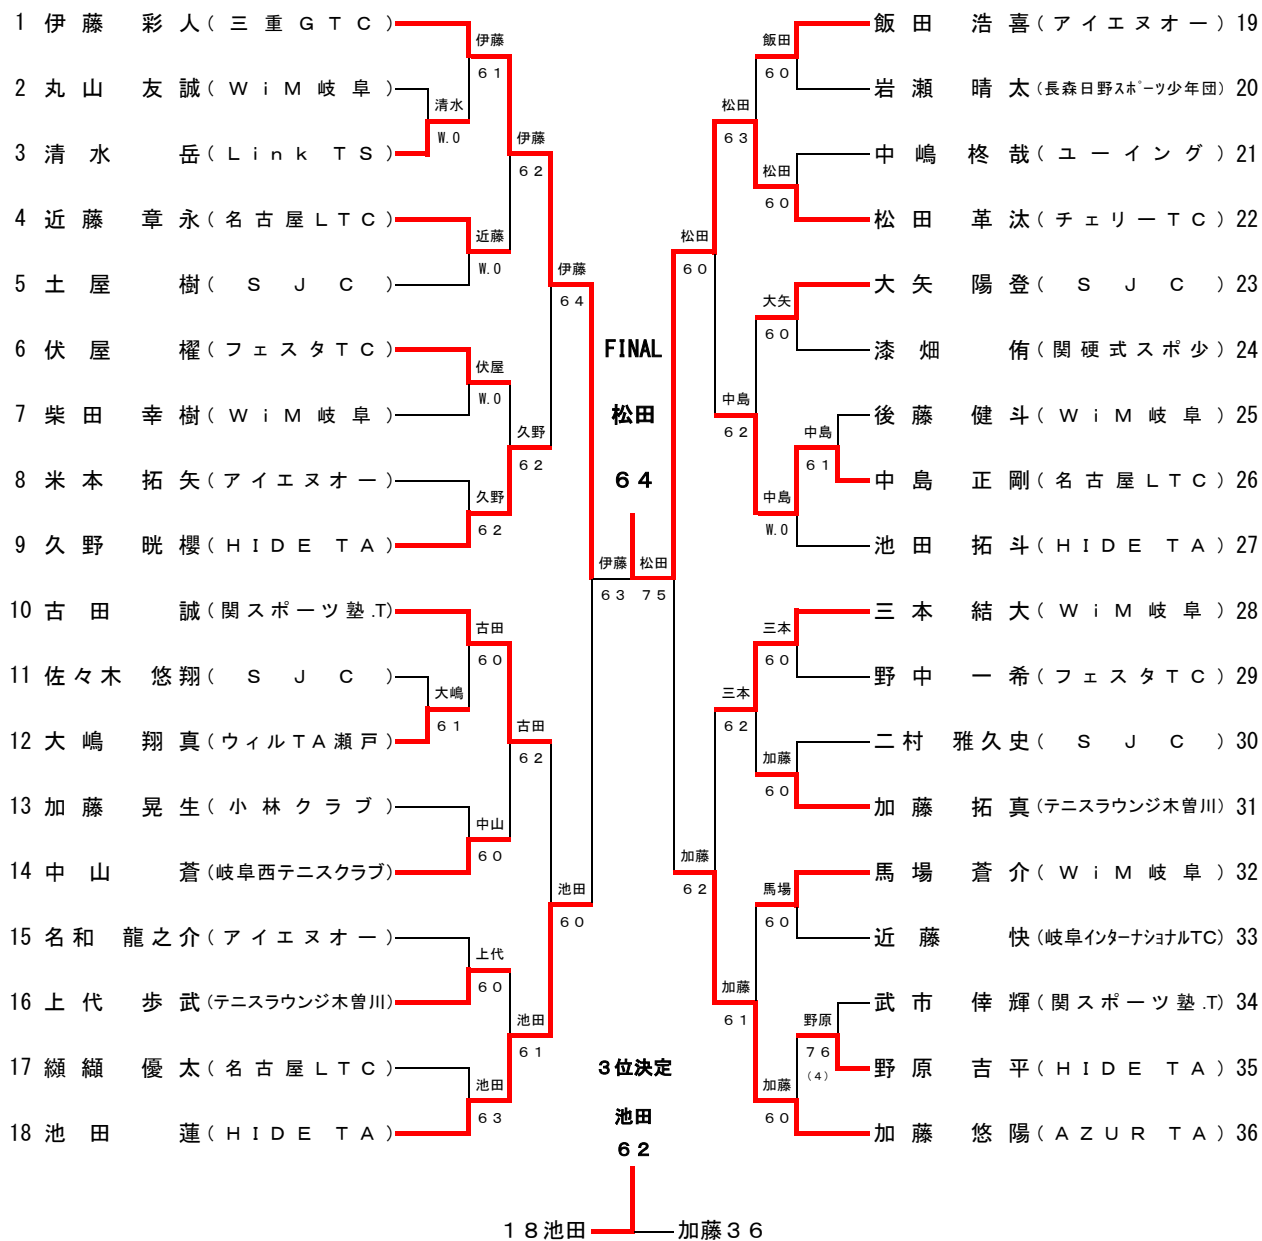 1 伊藤 彩人(三重GTC)
2 丸山 友誠(WiM岐阜)
3 清水 岳(Link TS)
4 近藤 章永(名古屋LTC)
5 土屋 樹(SJC)
6 伏屋 櫂(フェスタTC)
7 柴田 幸樹(WiM岐阜)
8 米本 拓矢(アイエヌオー)
9 久野 晄櫻(HIDE TA)
10 古田 誠(関スポーツ塾.T)
11 佐々木 悠翔(SJC)
12 大嶋 翔真(ウィルTA瀬戸)
13 加藤 晃生(小林クラブ)
14 中山 蒼(岐阜西テニスクラブ)
15 名和 龍之介(アイエヌオー)
16 上代 歩武(テニスラウンジ木曽川)
17 纐纈 優太(名古屋LTC)
18 池田 蓮(HIDE TA)
清水
W.0
大嶋
61
伊藤
61
近藤
W.0
伏屋
W.0
久野
62
古田
60
中山
60
上代
60
池田
63
伊藤
62
久野
62
古田
62
池田
61
伊藤
64
池田
60
伊藤
63
FINAL
松田
64
松田
75
3位決定
池田
62
18池田
加藤36
松田
60
加藤
62
松田
63
中島
62
三本
62
加藤
61
飯田
60
松田
60
大矢
60
中島
W.0
三本
60
加藤
60
馬場
60
加藤
60
中島
61
野原
76
(4)
飯田 浩喜(アイエヌオー) 19
岩瀬 晴太(長森日野スポーツ少年団) 20
中嶋 柊哉(ユーイング) 21
松田 革汰(チェリーTC) 22
大矢 陽登(SJC) 23
漆畑 侑(関硬式スポ少) 24
後藤 健斗(WiM岐阜) 25
中島 正剛(名古屋LTC) 26
池田 拓斗(HIDE TA) 27
三本 結大(WiM岐阜) 28
野中 一希(フェスタTC) 29
二村 雅久史(SJC) 30
加藤 拓真(テニスラウンジ木曽川) 31
馬場 蒼介(WiM岐阜) 32
近藤 快(岐阜インターナショナルTC) 33
武市 倖輝(関スポーツ塾.T) 34
野原 吉平(HIDE TA) 35
加藤 悠陽(AZUR TA) 36